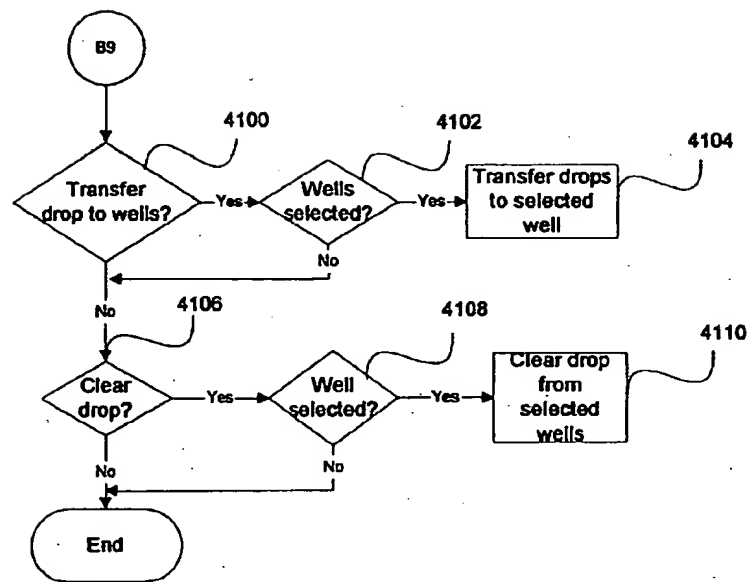 B9
4100
4102
4104
Transfer
drop to wells?
Yes
Wells
selected?
Yes
Transfer drops
to selected
well
No
No
4106
4108
4110
Clear
drop?
Yes
Well
selected?
Yes
Clear drop
from
selected
wells
No
No
End